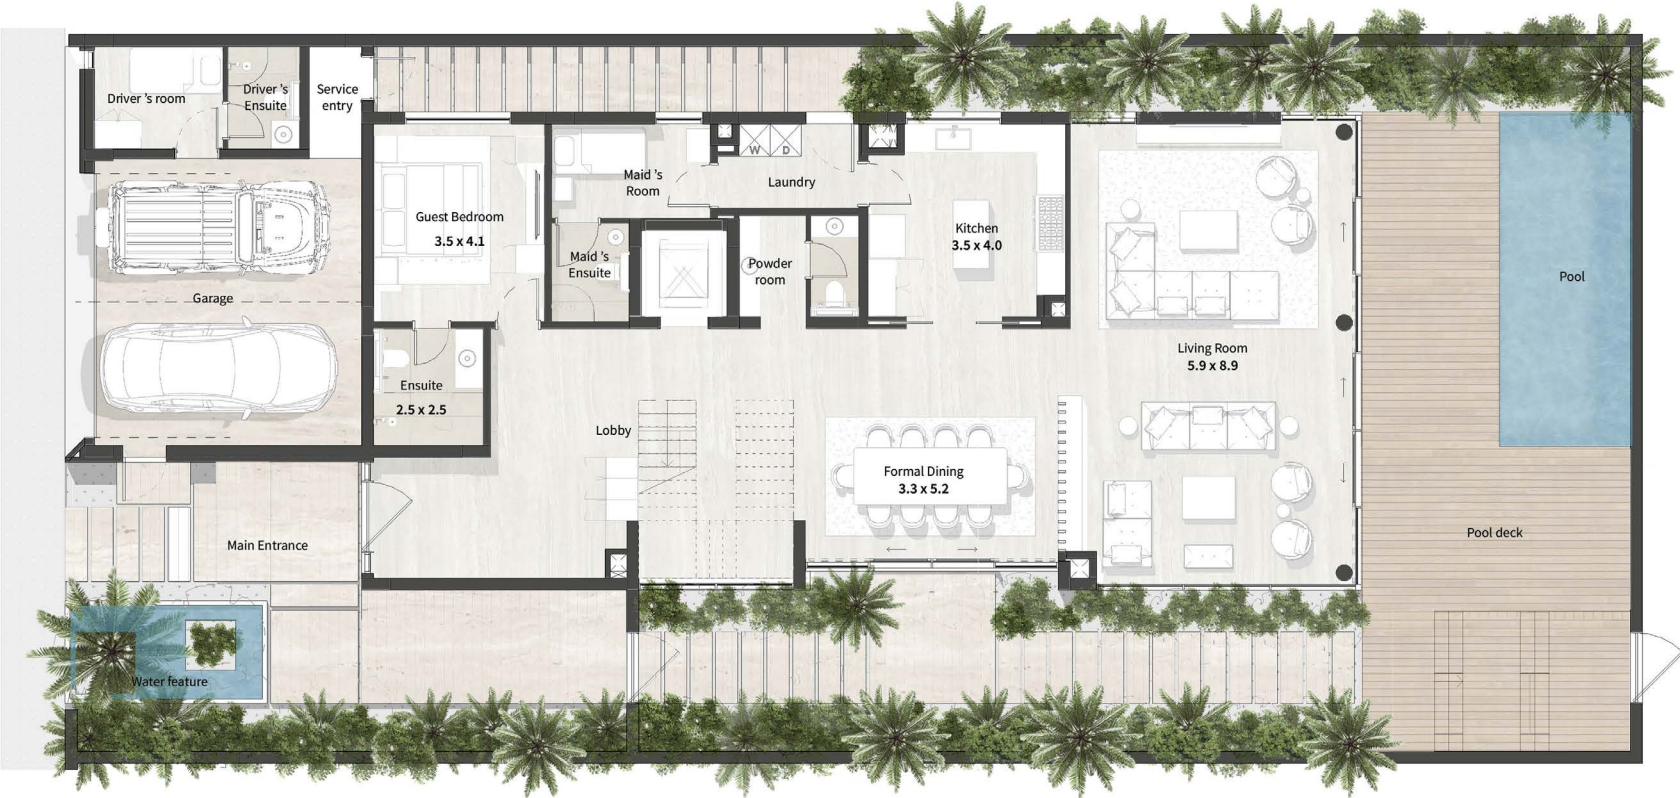 Driver 's room
Driver 's
Ensuite
Service
entry
Guest Bedroom
3.5 x 4.1
Maid 's
Room
W
D
Laundry
Maid 's
Ensuite
Powder
room
Kitchen
3.5 x 4.0
Pool
Garage
Living Room
5.9 x 8.9
Ensuite
2.5 x 2.5
Lobby
Formal Dining
3.3 x 5.2
Main Entrance
Pool deck
Water feature